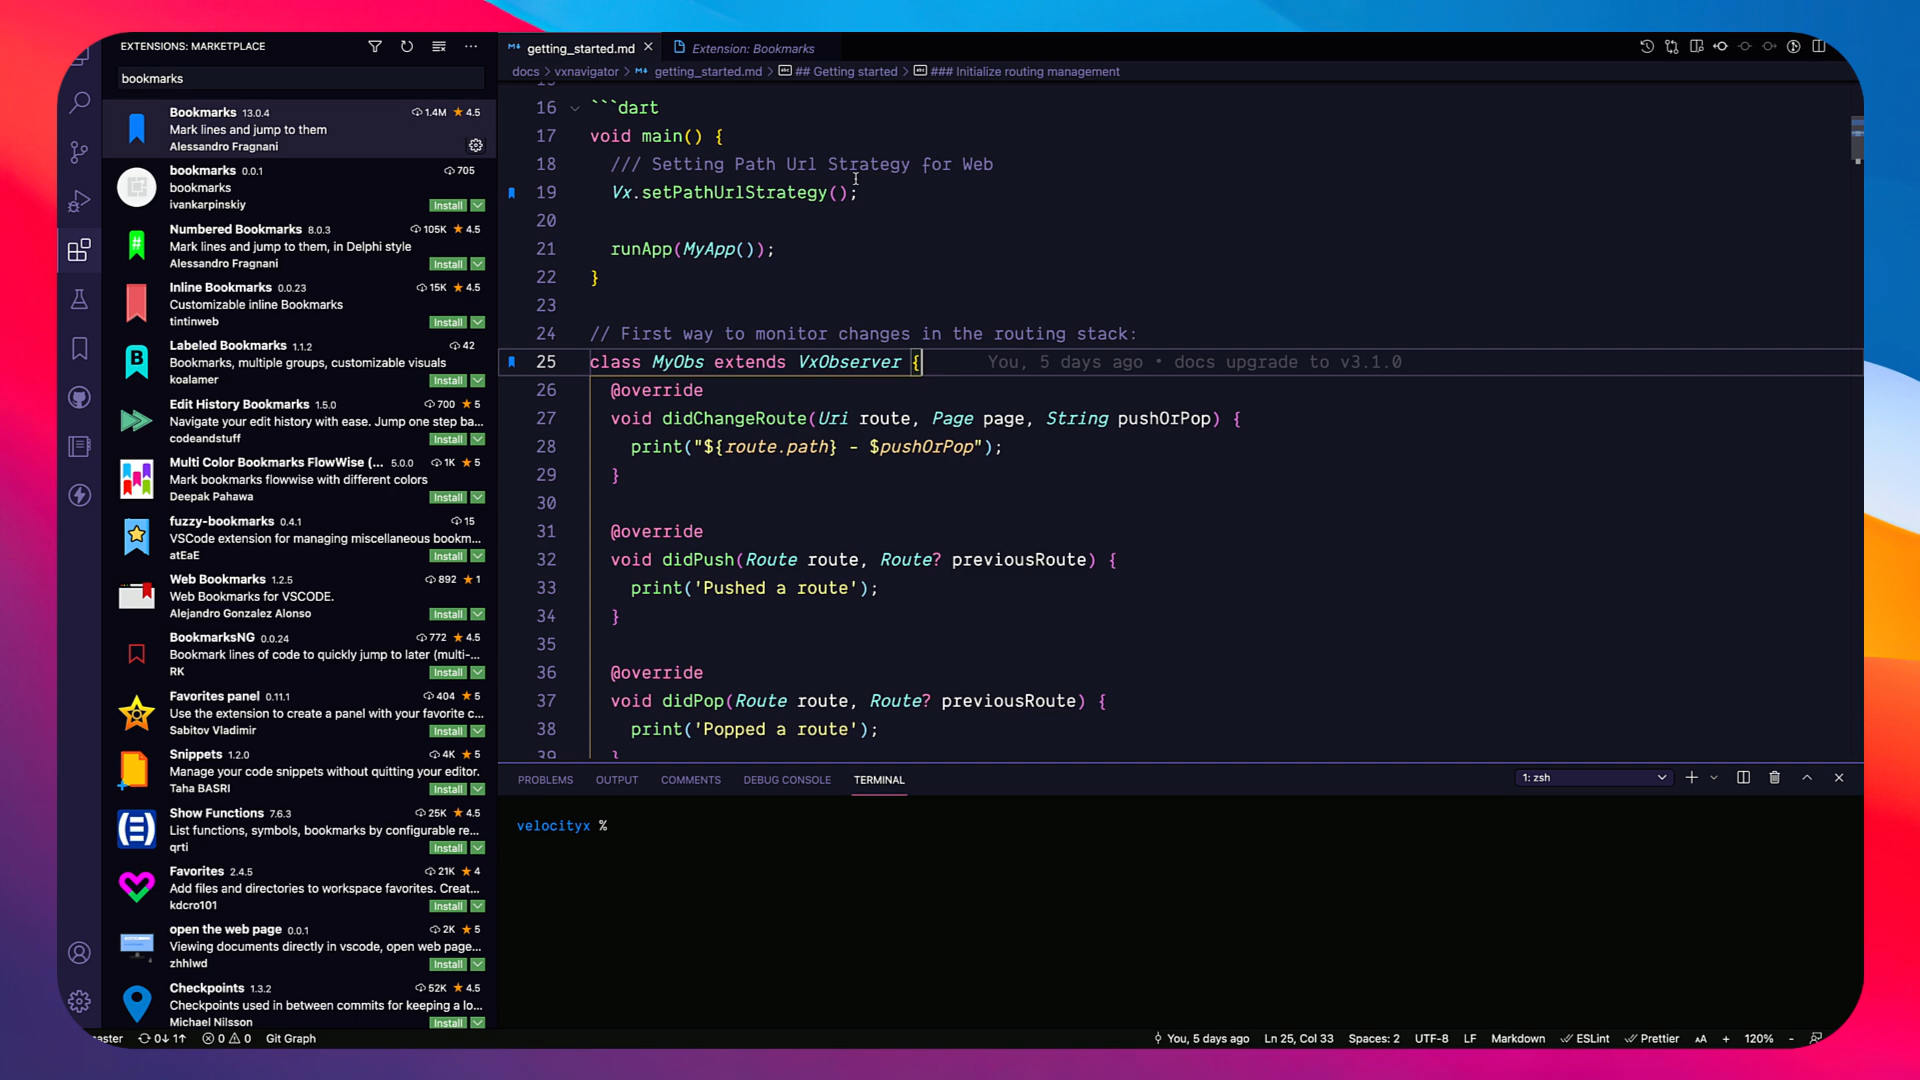 EXTENSIONS: MARKETPLACE
bookmarks
Bookmarks 13.0.4 1.4M 4.5
Mark lines and jump to them
Alessandro Fragnani
bookmarks 0.0.1 705
bookmarks
ivankarpinskiy
Install
Numbered Bookmarks 8.0.3 105K 4.5
Mark lines and jump to them, in Delphi style
Alessandro Fragnani
Install
Inline Bookmarks 0.0.23 15K 4.5
Customizable inline Bookmarks
tintinweb
Install
Labeled Bookmarks 1.1.2 42
Bookmarks, multiple groups, customizable visuals
koalamer
Install
Edit History Bookmarks 1.5.0 700 5
Navigate your edit history with ease. Jump one step ba...
codeandstuff
Install
Multi Color Bookmarks FlowWise (... 5.0.0 1K 5
Mark bookmarks flowwise with different colors
Deepak Pahawa
Install
fuzzy-bookmarks 0.4.1 15
VSCode extension for managing miscellaneous bookm...
atEaE
Install
Web Bookmarks 1.2.5 892 1
Web Bookmarks for VSCODE.
Alejandro Gonzalez Alonso
Install
BookmarksNG 0.0.24 772 4.5
Bookmark lines of code to quickly jump to later (multi-...
RK
Install
Favorites panel 0.11.1 404 5
Use the extension to create a panel with your favorite c...
Sabitov Vladimir
Install
Snippets 1.2.0 4K 5
Manage your code snippets without quitting your editor.
Taha BASRI
Install
Show Functions 7.6.3 25K 4.5
List functions, symbols, bookmarks by configurable re...
qrti
Install
Favorites 2.4.5 21K 4
Add files and directories to workspace favorites. Creat...
kdcro101
Install
open the web page 0.0.1 2K 5
Viewing documents directly in vscode, open web page...
zhhlwd
Install
Checkpoints 1.3.2 52K 4.5
Checkpoints used in between commits for keeping a lo...
Michael Nilsson
Install
getting_started.md Extension: Bookmarks
docs > vxnavigator > getting_started.md > ## Getting started > ### Initialize routing management
16 ```dart
17 void main() {
18 /// Setting Path Url Strategy for Web
19 Vx.setPathUrlStrategy();
20
21 runApp(MyApp());
22 }
23
24 // First way to monitor changes in the routing stack:
25 class MyObs extends VxObserver { You, 5 days ago • docs upgrade to v3.1.0
26 @override
27 void didChangeRoute(Uri route, Page page, String pushOrPop) {
28 print("${route.path} - $pushOrPop");
29 }
30
31 @override
32 void didPush(Route route, Route? previousRoute) {
33 print('Pushed a route');
34 }
35
36 @override
37 void didPop(Route route, Route? previousRoute) {
38 print('Popped a route');
39 }
PROBLEMS OUTPUT COMMENTS DEBUG CONSOLE TERMINAL 1: zsh
velocityx %
aster 0↓ 1↑ 0 0 Git Graph You, 5 days ago Ln 25, Col 33 Spaces: 2 UTF-8 LF Markdown ESLint Prettier AA + 120% -